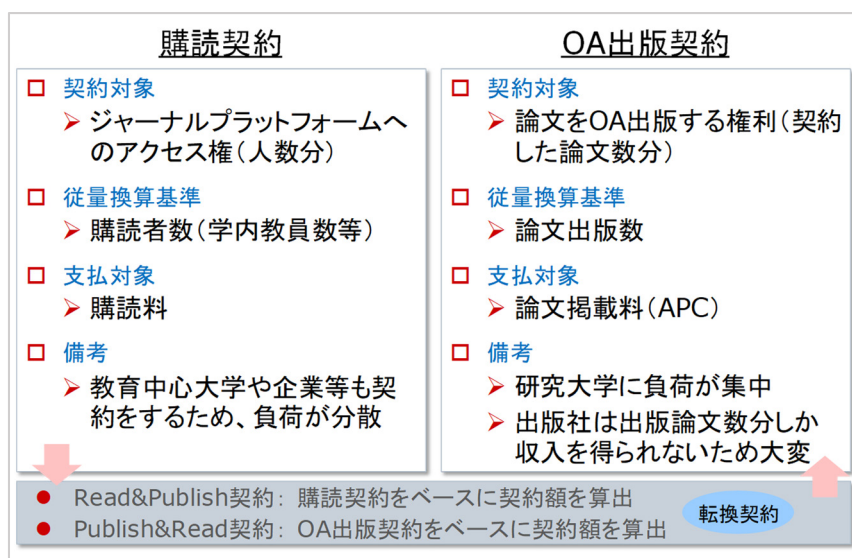 購読契約
契約対象
ジャーナルプラットフォームへ
のアクセス権（人数分）
従量換算基準
購読者数（学内教員数等）
支払対象
購読料
備考
教育中心大学や企業等も契
約をするため、負荷が分散
OA出版契約
契約対象
論文をOA出版する権利（契約
した論文数分）
従量換算基準
論文出版数
支払対象
論文掲載料（APC）
備考
研究大学に負荷が集中
出版社は出版論文数分しか
収入を得られないため大変
Read&Publish契約： 購読契約をベースに契約額を算出
Publish&Read契約： OA出版契約をベースに契約額を算出
転換契約